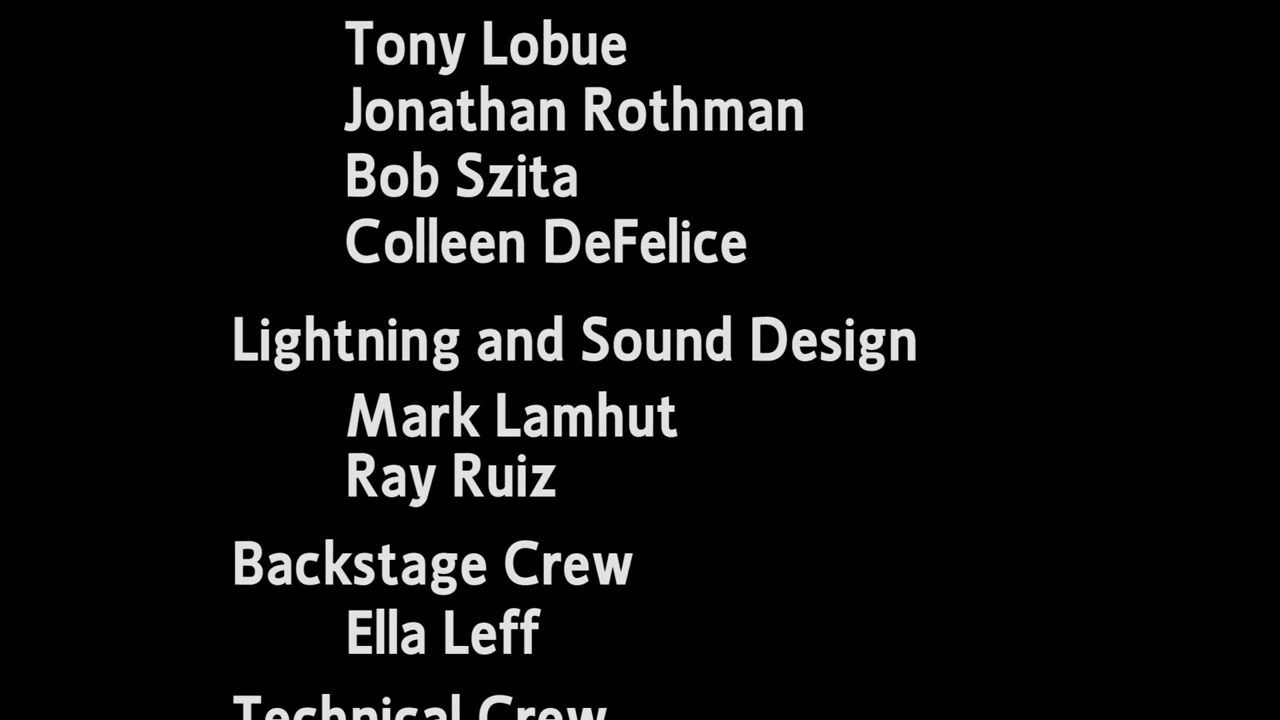 Tony Lobue
Jonathan Rothman
Bob Szita
Colleen DeFelice
Lightning and Sound Design
Mark Lamhut
Ray Ruiz
Backstage Crew
Ella Leff
Technical Crew